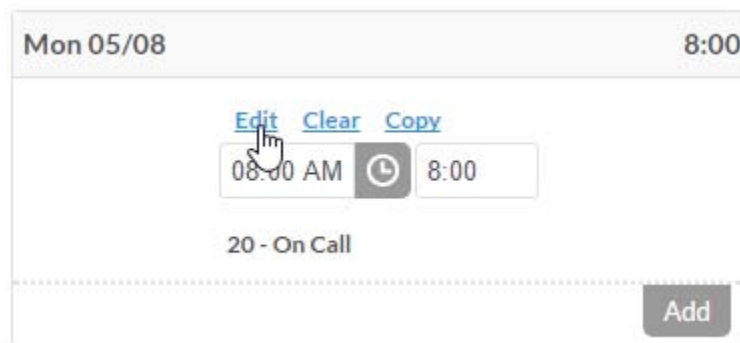 Mon 05/08 8:00
Edit Clear Copy
08:00 AM 8:00
20 - On Call
Add